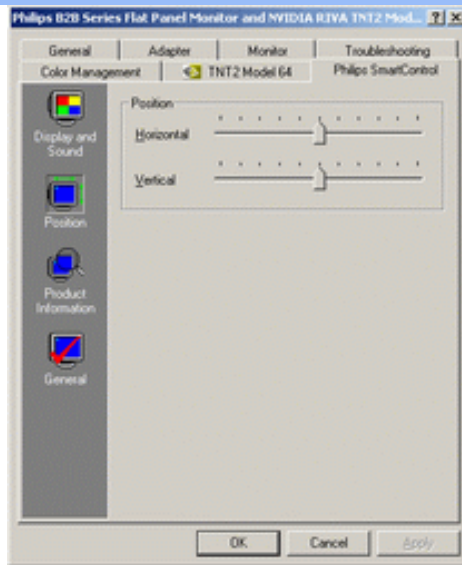 Philips B2B Series Flat Panel Monitor and NVIDIA RIVA TNT2 Mod...
General Adapter Monitor Troubleshooting
Color Management TNT2 Model 64 Philips SmartControl
Display and
Sound
Position
Product
Information
General
Position
Horizontal
Vertical
OK Cancel Apply